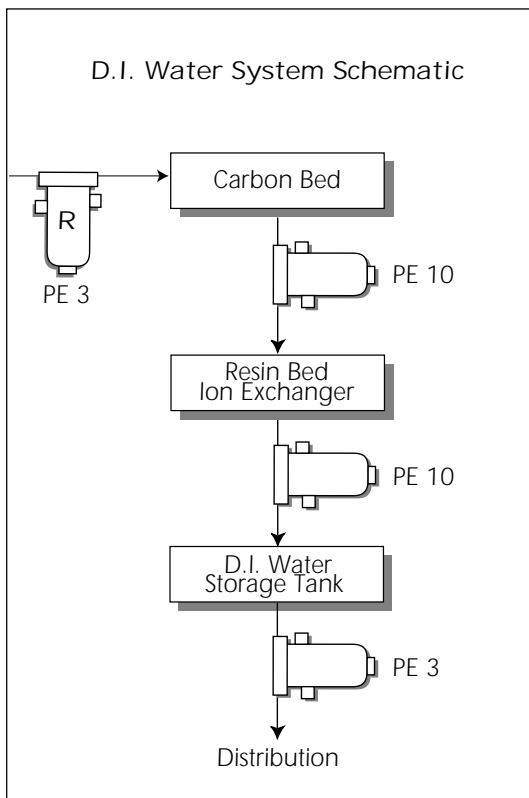 D.I. Water System Schematic
Carbon Bed
R
PE 3
PE 10
Resin Bed
Ion Exchanger
PE 10
D.I. Water
Storage Tank
PE 3
Distribution